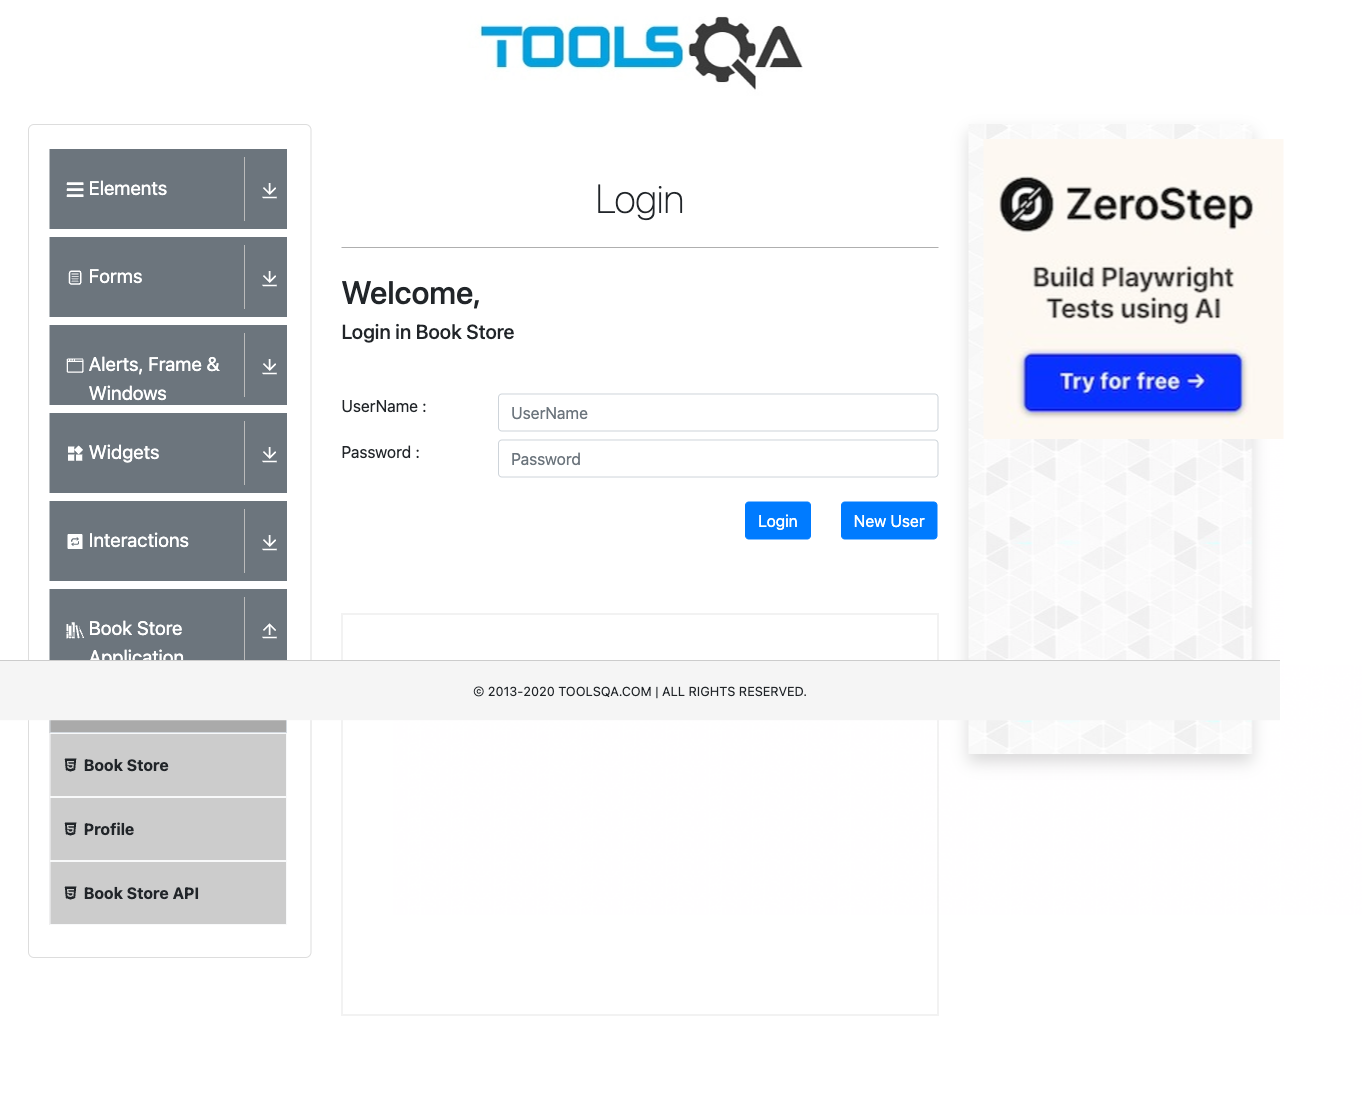 TOOLSQA
Elements
Forms
Alerts, Frame &
Windows
Widgets
Interactions
Book Store
Application
Book Store
Profile
Book Store API
Login
Welcome,
Login in Book Store
UserName :
UserName
Password :
Password
Login
New User
ZeroStep
Build Playwright
Tests using AI
Try for free →
© 2013-2020 TOOLSQA.COM | ALL RIGHTS RESERVED.